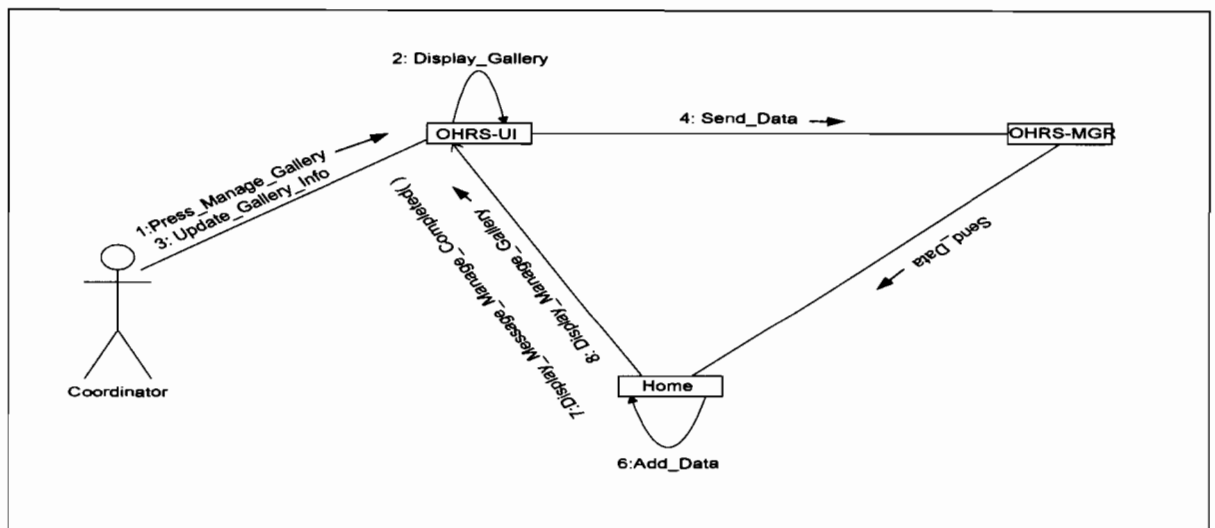 2: Display_Gallery
OHRS-UI
4: Send_Data
OHRS-MGR
1:Press_Manage_Gallery
3: Update_Gallery_Info
Send_Data
8: Display_Manage_Gallery
7:Display_Message_Manage_Completed( )
Coordinator
Home
6:Add_Data